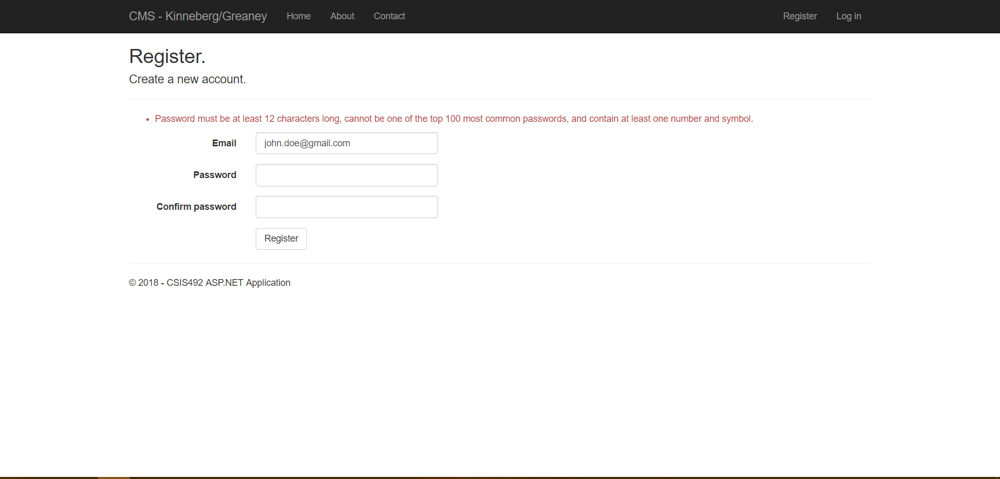 CMS - Kinneberg/Greaney Home About Contact Register Log in
Register.
Create a new account.
• Password must be at least 12 characters long, cannot be one of the top 100 most common passwords, and contain at least one number and symbol.
Email john.doe@gmail.com
Password
Confirm password
Register
© 2018 - CSIS492 ASP.NET Application